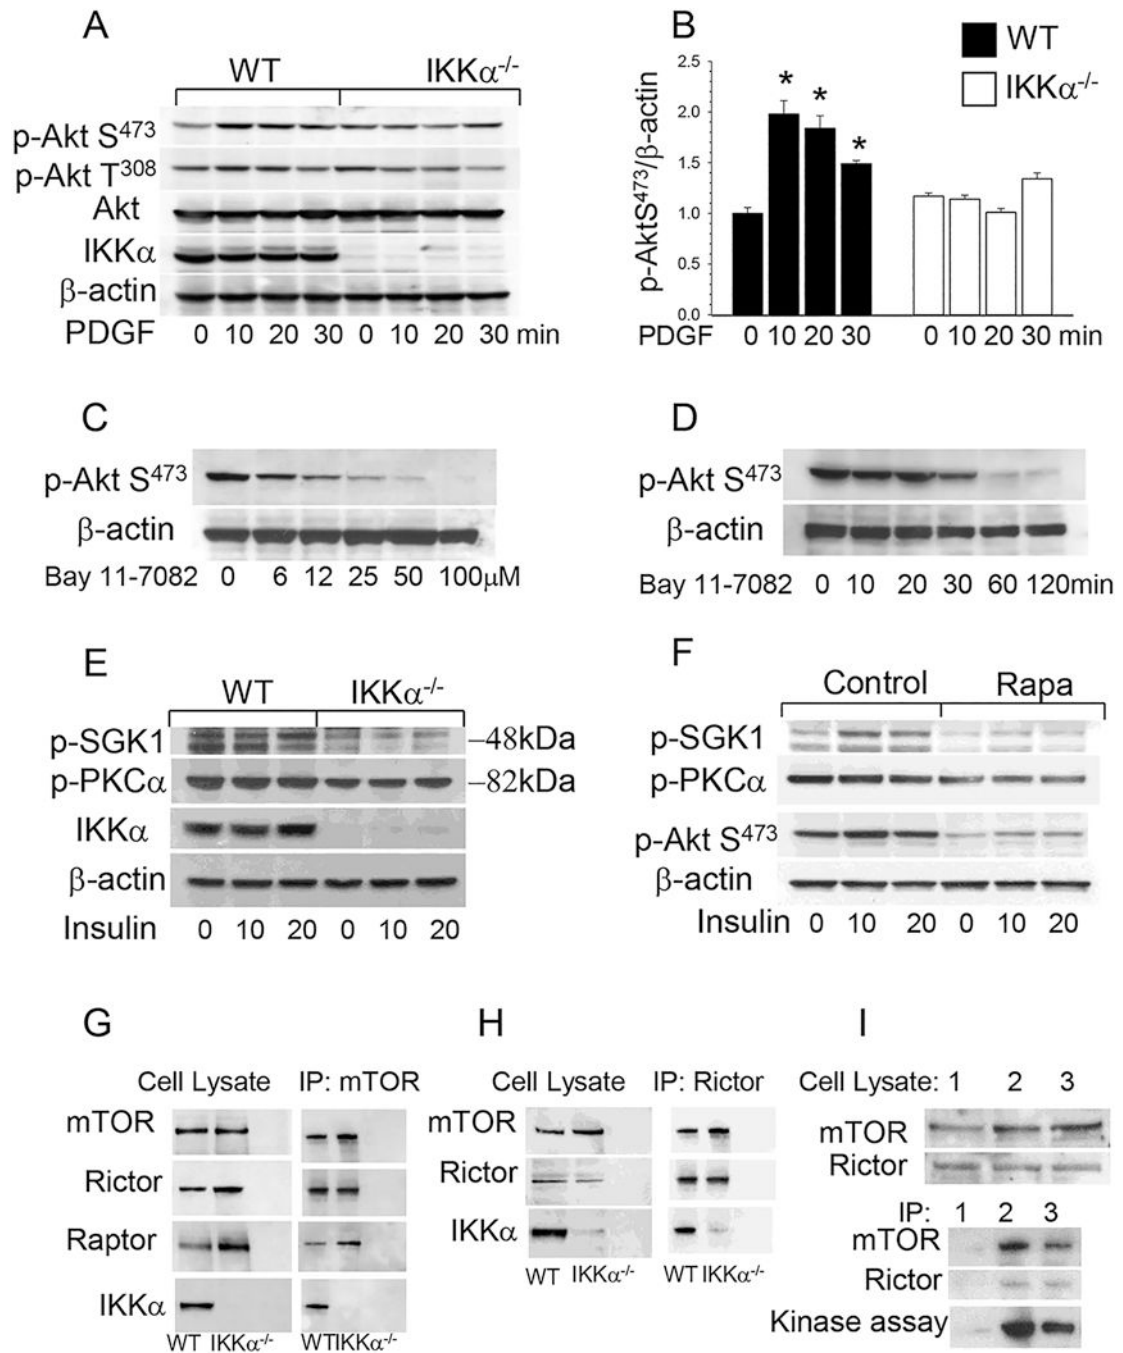 A
WT IKKα-/-
p-Akt S473
p-Akt T308
Akt
IKKα
β-actin
PDGF 0 10 20 30 0 10 20 30 min
B
WT
IKKα-/-
p-AktS473/β-actin
2.5
2.0
1.5
1.0
0.5
0.0
* * *
PDGF 0 10 20 30 0 10 20 30 min
C
p-Akt S473
β-actin
Bay 11-7082 0 6 12 25 50 100μM
D
p-Akt S473
β-actin
Bay 11-7082 0 10 20 30 60 120min
E
WT IKKα-/-
p-SGK1 –48kDa
p-PKCα –82kDa
IKKα
β-actin
Insulin 0 10 20 0 10 20
F
Control Rapa
p-SGK1
p-PKCα
p-Akt S473
β-actin
Insulin 0 10 20 0 10 20
G
Cell Lysate IP: mTOR
mTOR
Rictor
Raptor
IKKα
WT IKKα-/- WTIKKα-/-
H
Cell Lysate IP: Rictor
mTOR
Rictor
IKKα
WT IKKα-/- WT IKKα-/-
I
Cell Lysate: 1 2 3
mTOR
Rictor
IP: 1 2 3
mTOR
Rictor
Kinase assay